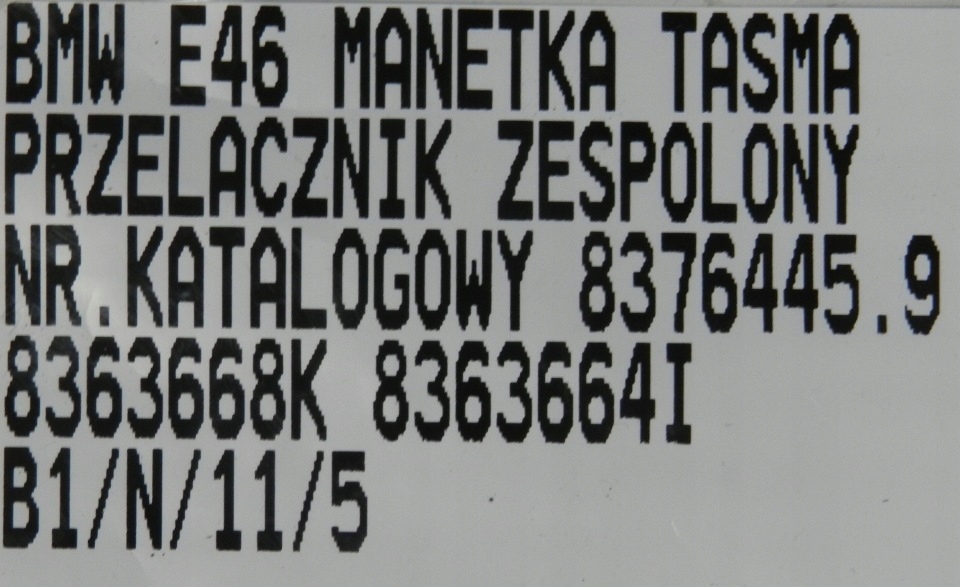 BMW E46 MANETKA TASMA
PRZELACZNIK ZESPOLONY
NR.KATALOGOWY 8376445.9
8363668K 8363664I
B1/N/11/5